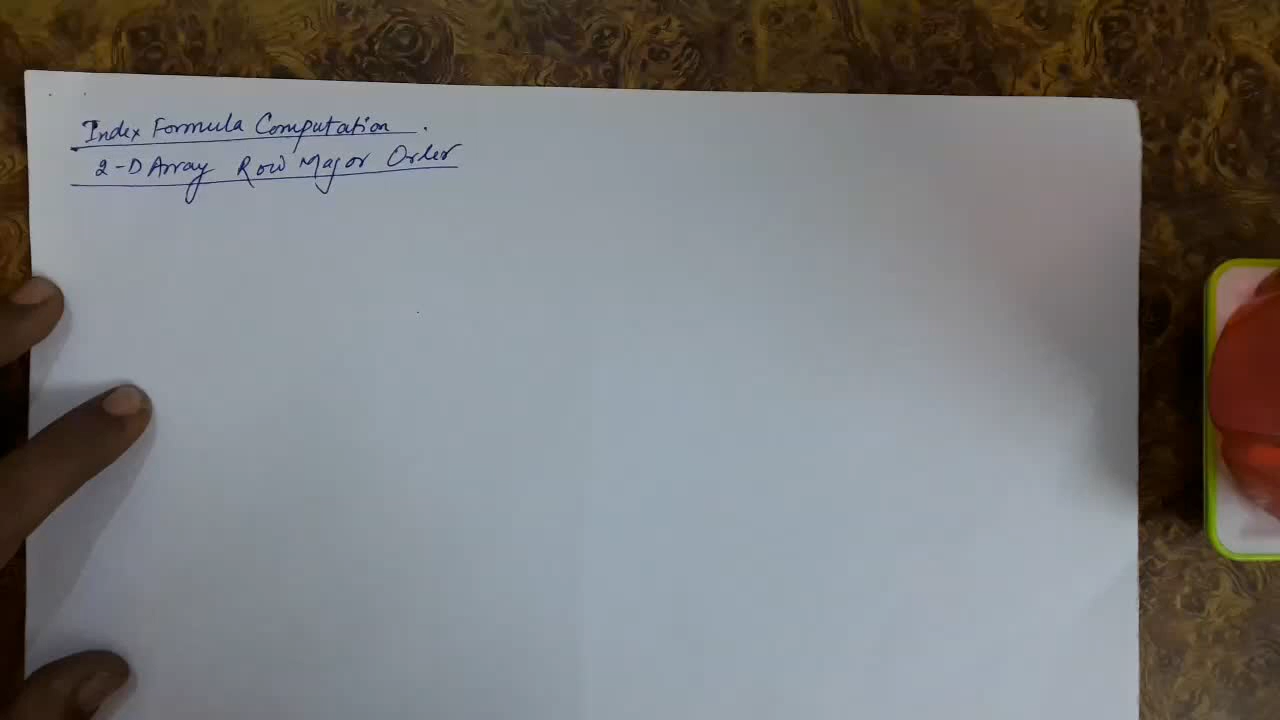 Index Formula Computation.
2-D Array Row Major Order